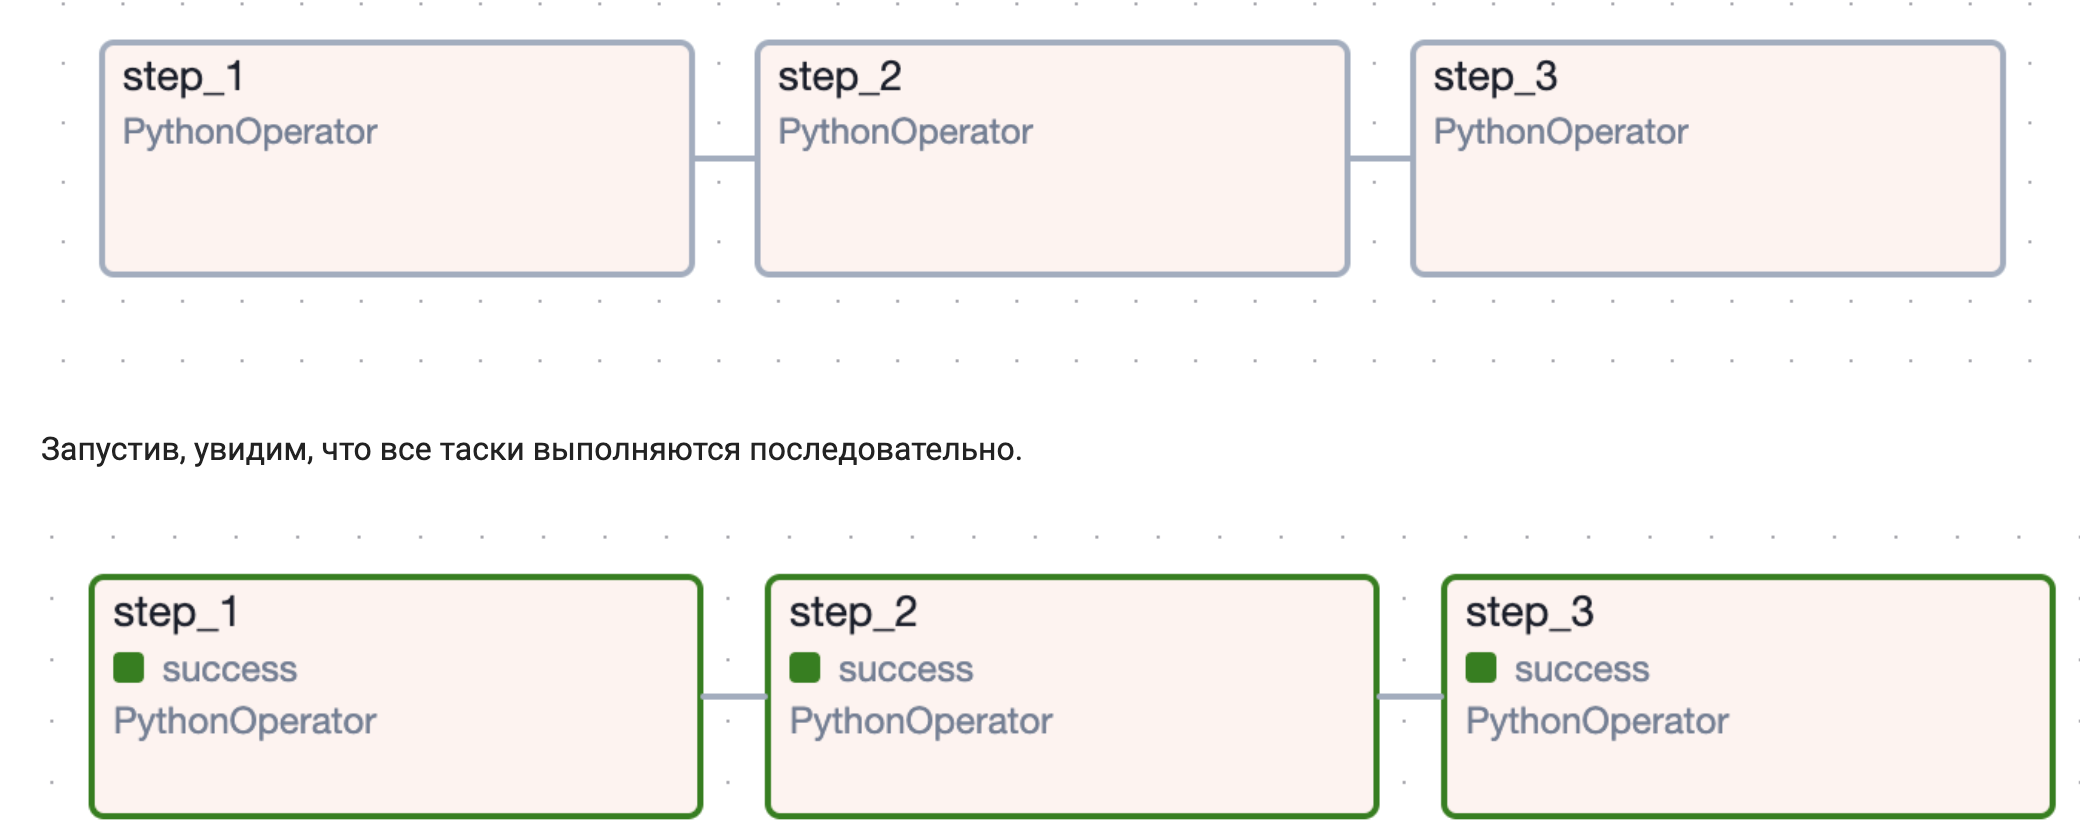 step_1
PythonOperator
step_2
PythonOperator
step_3
PythonOperator
Запустив, увидим, что все таски выполняются последовательно.
step_1
success
PythonOperator
step_2
success
PythonOperator
step_3
success
PythonOperator